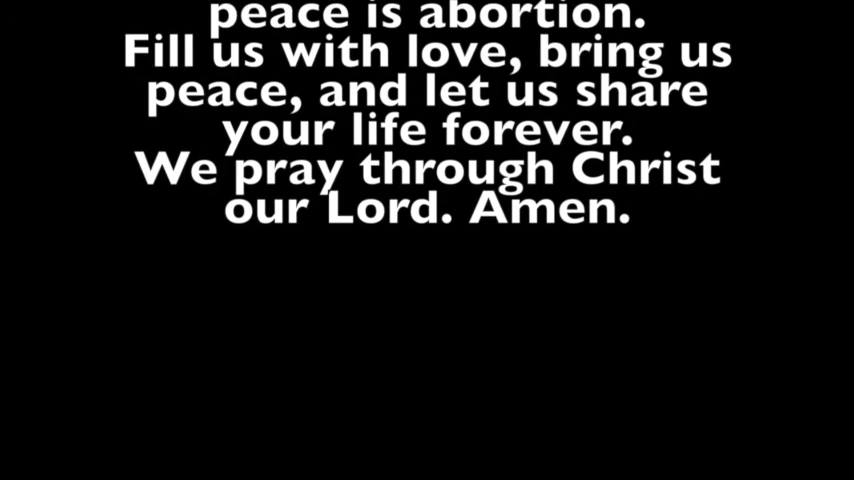 peace is abortion.
Fill us with love, bring us
peace, and let us share
your life forever.
We pray through Christ
our Lord. Amen.